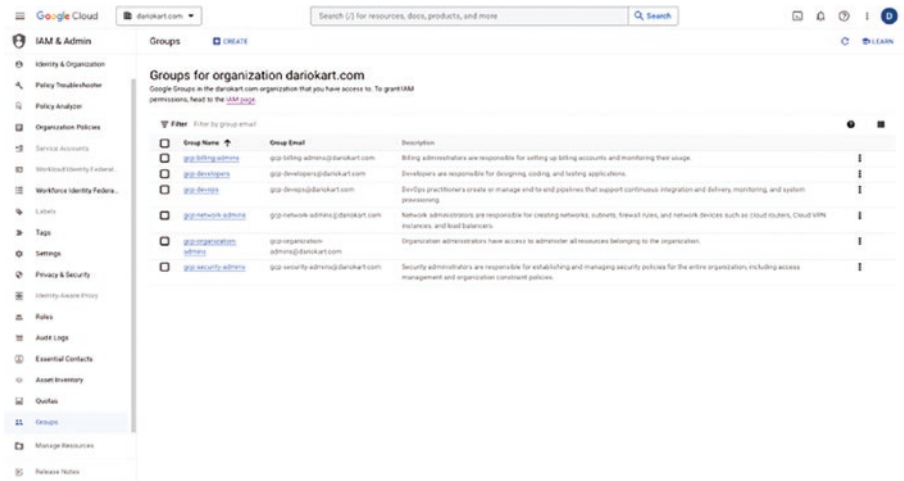 Google Cloud
dariokart.com
Search (/) for resources, docs, products, and more
Search
D
IAM & Admin
Identity & Organization
Policy Troubleshooter
Policy Analyzer
Organization Policies
Service Accounts
Workload Identity Federat...
Workforce Identity Federa...
Labels
Tags
Settings
Privacy & Security
Identity-Aware Proxy
Roles
Audit Logs
Essential Contacts
Asset Inventory
Quotas
Groups
Manage Resources
Release Notes
Groups
CREATE
LEARN
Groups for organization dariokart.com
Google Groups in the dariokart.com organization that you have access to. To grant IAM
permissions, head to the IAM page.
Filter Filter by group email
Group Name Group Email Description
gcp-billing-admins gcp-billing-admins@dariokart.com Billing administrators are responsible for setting up billing accounts and monitoring their usage.
gcp-developers gcp-developers@dariokart.com Developers are responsible for designing, coding, and testing applications.
gcp-devops gcp-devops@dariokart.com DevOps practitioners create or manage end-to-end pipelines that support continuous integration and delivery, monitoring, and system
provisioning.
gcp-network-admins gcp-network-admins@dariokart.com Network administrators are responsible for creating networks, subnets, firewall rules, and network devices such as cloud routers, Cloud VPN
instances, and load balancers.
gcp-organization- gcp-organization- Organization administrators have access to administer all resources belonging to the organization.
admins admins@dariokart.com
gcp-security-admins gcp-security-admins@dariokart.com Security administrators are responsible for establishing and managing security policies for the entire organization, including access
management and organization constraint policies.